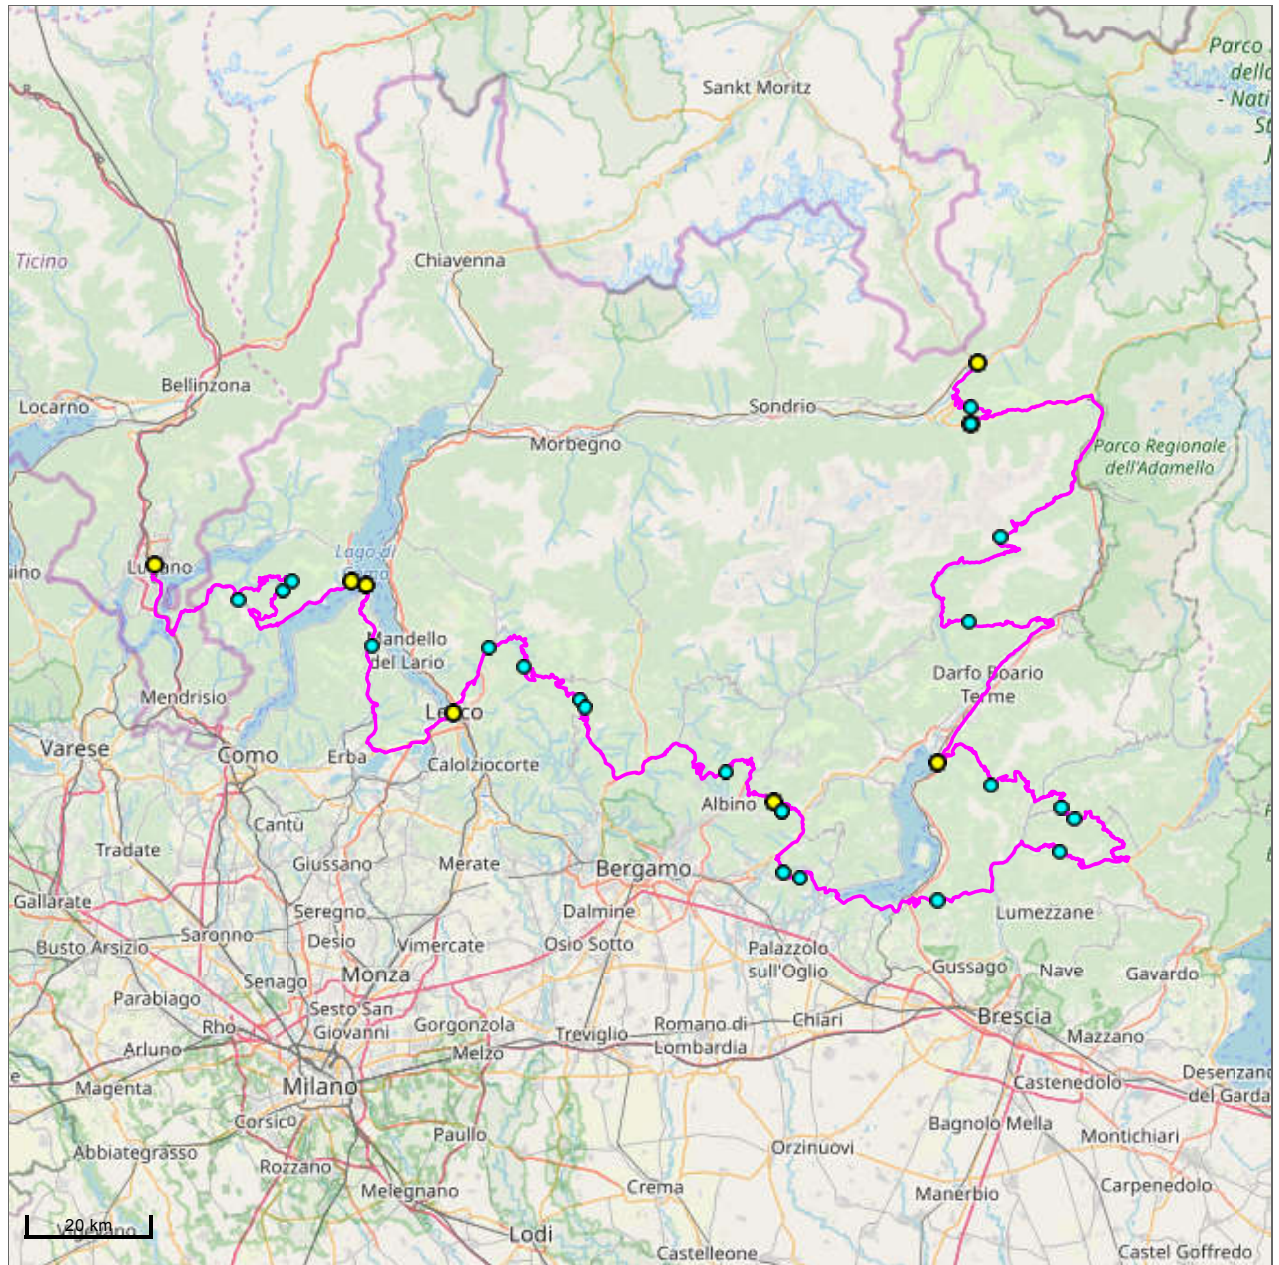 Parco
della
- Nati
St
Sankt Moritz
Ticino
Chiavenna
Bellinzona
Locarno
Sondrio
Morbegno
Parco Regionale
dell'Adamello
Lago di
uino
Mandello
del Lario
Darfo Boario
Terme
Mendrisio
Lecco
Varese
Como
Erba
Calolziocorte
Albino
Cantù
Tradate
Giussano
Merate
Bergamo
Gallarate
Seregno
Dalmine
Lumezzane
Saronno
Desio
Vimercate
Osio Sotto
Busto Arsizio
Palazzolo
sull'Oglio
Gussago
Nave
Gavardo
Senago
Monza
Parabiago
Sesto San
Giovanni
Rho
Gorgonzola
Treviglio
Romano di
Lombardia
Chiari
Brescia
Mazzano
Arluno
Melzo
e
Magenta
Milano
Castenedolo
Desenzano
del Garda
Corsico
Paullo
Bagnolo Mella
Montichiari
Abbiategrasso
Rozzano
Orzinuovi
Melegnano
Crema
Manerbio
Carpenedolo
20 km
Lodi
Castelleone
Castel Goffredo